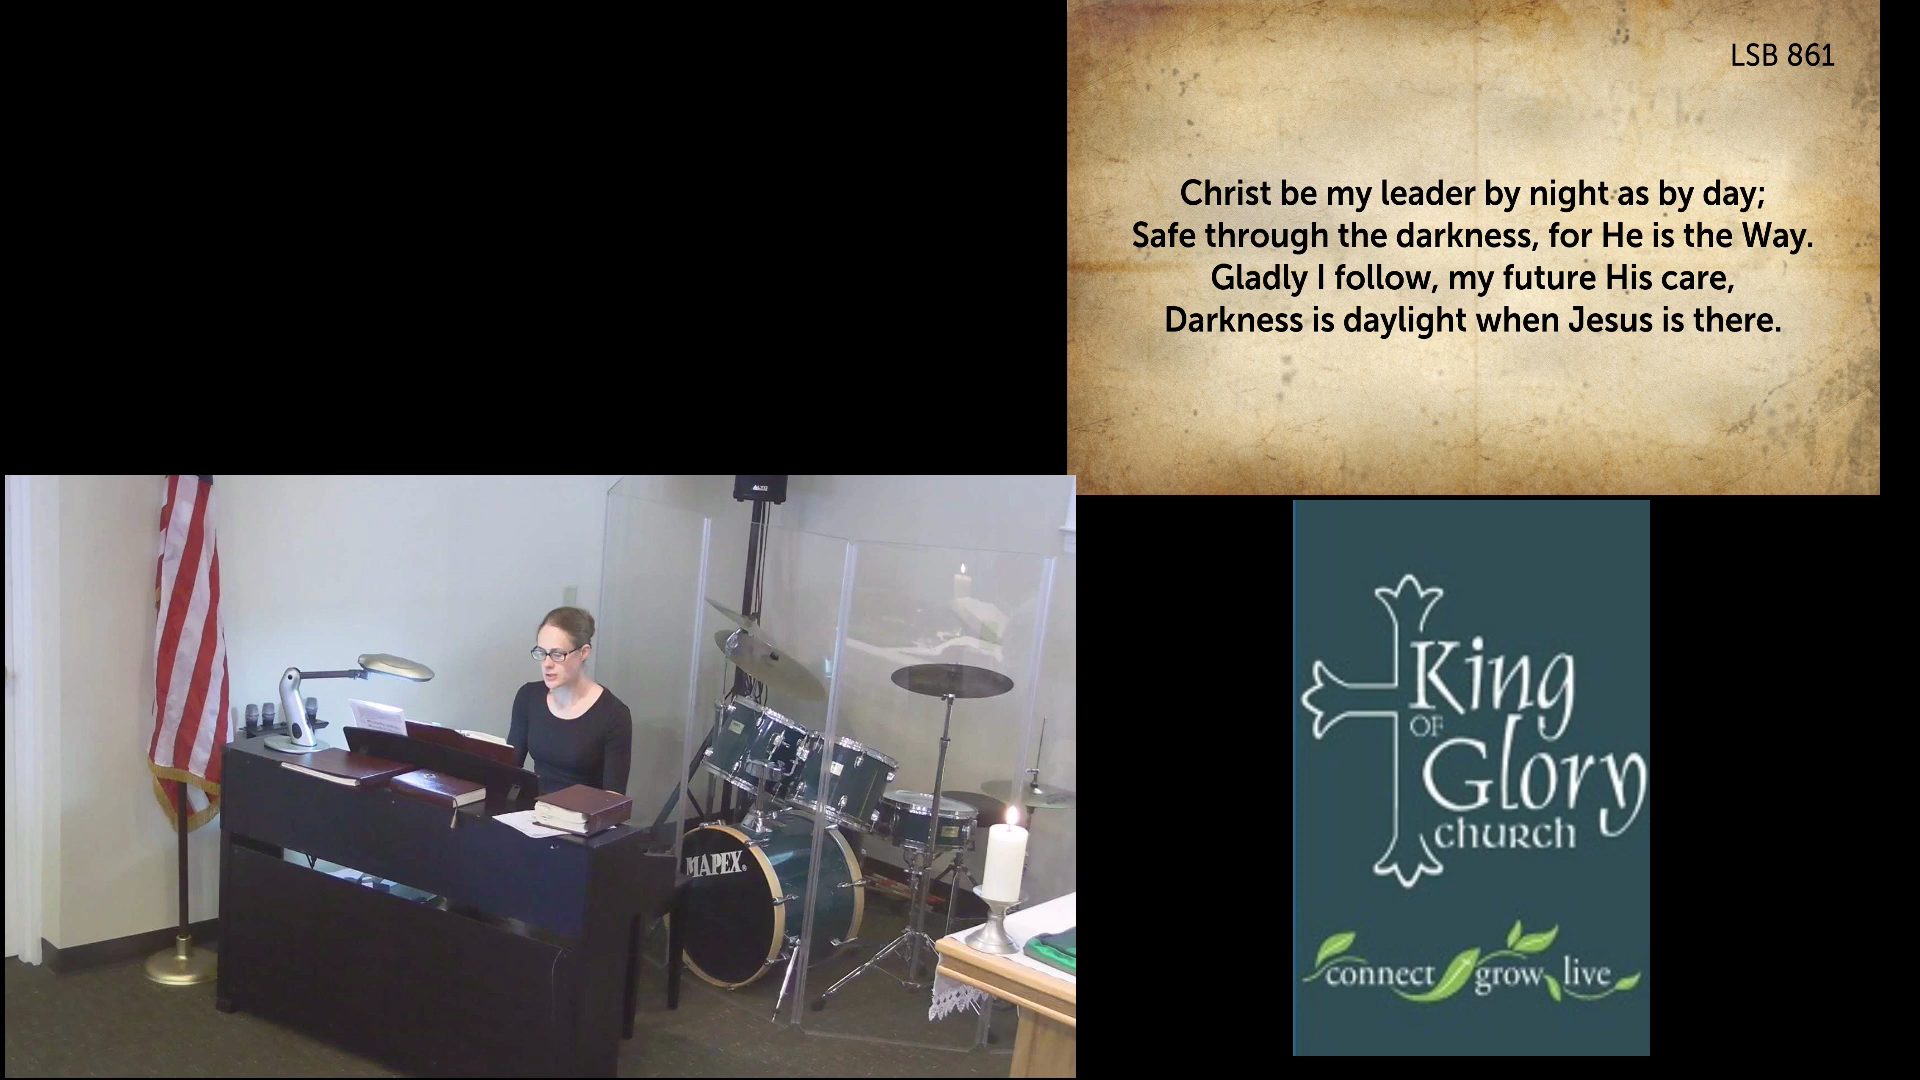 LSB 861
Christ be my leader by night as by day;
Safe through the darkness, for He is the Way.
Gladly I follow, my future His care,
Darkness is daylight when Jesus is there.
King
OF
Glory
church
connect grow live
MAPEX